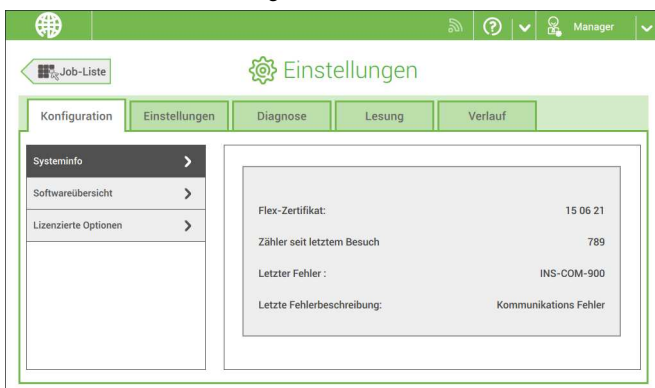 Manager
Job-Liste
Einstellungen
Konfiguration Einstellungen Diagnose Lesung Verlauf
Systeminfo
Softwareübersicht
Lizenzierte Optionen
Flex-Zertifikat: 15 06 21
Zähler seit letztem Besuch 789
Letzter Fehler : INS-COM-900
Letzte Fehlerbeschreibung: Kommunikations Fehler